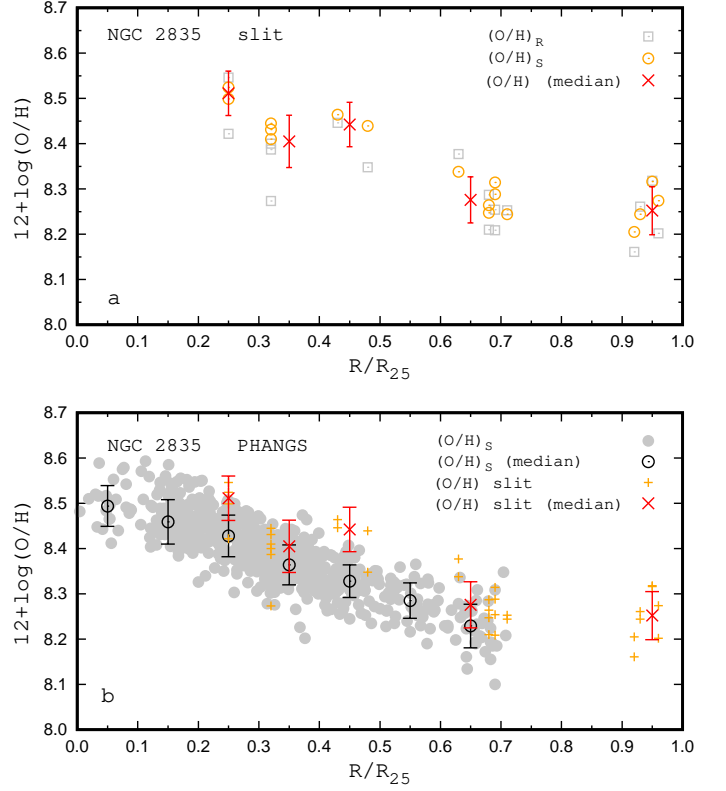 8.7
8.6
8.5
8.4
8.3
8.2
8.1
8.0
12+log(O/H)
NGC 2835 slit
(O/H)R
(O/H)S
(O/H) (median)
a
0.0 0.1 0.2 0.3 0.4 0.5 0.6 0.7 0.8 0.9 1.0
R/R25
8.7
8.6
8.5
8.4
8.3
8.2
8.1
8.0
12+log(O/H)
NGC 2835 PHANGS
(O/H)S
(O/H)S (median)
(O/H) slit
(O/H) slit (median)
b
0.0 0.1 0.2 0.3 0.4 0.5 0.6 0.7 0.8 0.9 1.0
R/R25